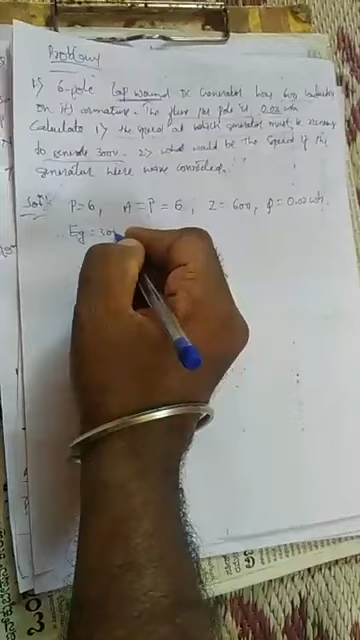 Problem
1) 6-pole Lap wound DC Generator has 600 conductors
on its armature. The flux per pole is 0.02 wb
Calculate 1) The speed at which generator must be running
to generate 300V. 2) what would be the speed if the
generator were wave connected.
Sol: P=6, A=P=6, Z=600, φ=0.02 wb.
Eg=300